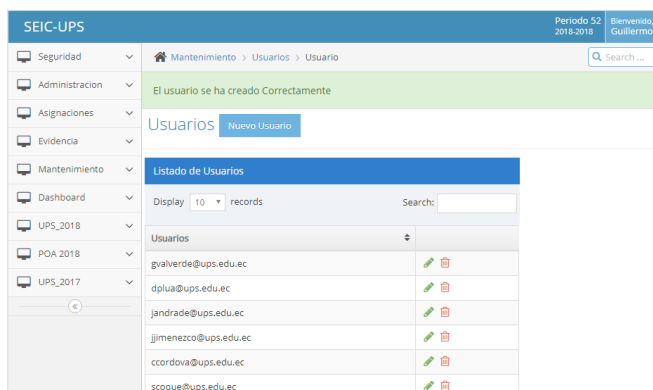 SEIC-UPS
Periodo 52
2018-2018
Bienvenido,
Guillermo
Seguridad
Administracion
Asignaciones
Evidencia
Mantenimiento
Dashboard
UPS_2018
POA 2018
UPS_2017
Mantenimiento > Usuarios > Usuario
Search ...
El usuario se ha creado Correctamente
Usuarios
Nuevo Usuario
Listado de Usuarios
Display 10 records
Search:
Usuarios
gvalverde@ups.edu.ec
dplua@ups.edu.ec
jandrade@ups.edu.ec
jjimenezco@ups.edu.ec
ccordova@ups.edu.ec
scoque@ups.edu.ec